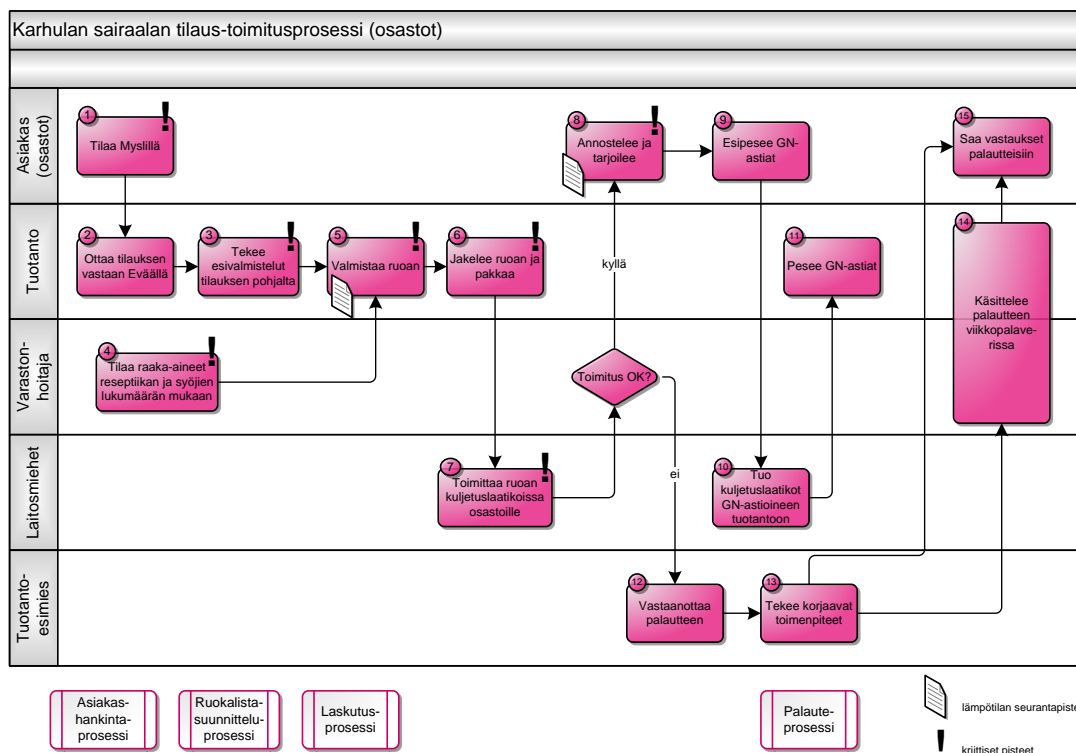 Karhulan sairaalan tilaus-toimitusprosessi (osastot)
Asiakas
(osastot)
1
Tilaa Myslillä
!
8
Annostelee ja
tarjoilee
!
9
Esipesee GN-
astiat
15
Saa vastaukset
palautteisiin
Tuotanto
2
Ottaa tilauksen
vastaan Eväällä
3
Tekee
esivalmistelut
tilauksen pohjalta
!
5
Valmistaa ruoan
!
6
Jakelee ruoan ja
pakkaa
!
kyllä
11
Pesee GN-astiat
14
Käsittelee
palautteen
viikkopalave-
rissa
Varaston-
hoitaja
4
Tilaa raaka-aineet
reseptiikan ja syöjien
lukumäärän mukaan
!
Toimitus OK?
Laitosmiehet
7
Toimittaa ruoan
kuljetuslaatikoissa
osastoille
!
ei
10
Tuo
kuljetuslaatikot
GN-astioineen
tuotantoon
Tuotanto-
esimies
12
Vastaanottaa
palautteen
13
Tekee korjaavat
toimenpiteet
Asiakas-
hankinta-
prosessi
Ruokalista-
suunnittelu-
prosessi
Laskutus-
prosessi
Palaute-
prosessi
lämpötilan seurantapiste
! kriittiset pisteet